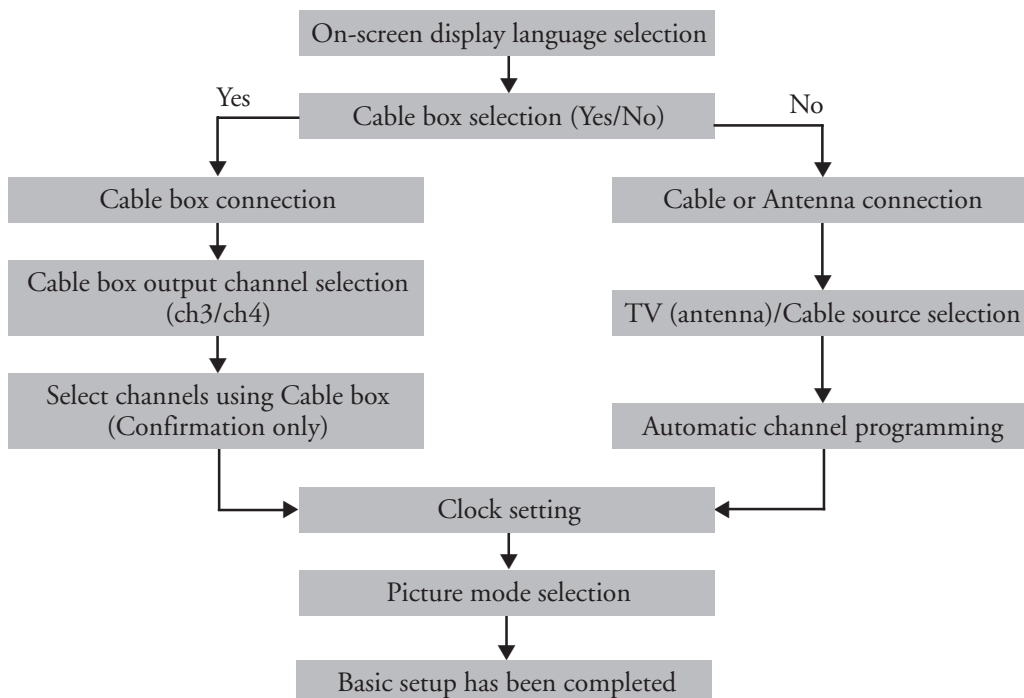 On-screen display language selection
Cable box selection (Yes/No)
Yes
No
Cable box connection
Cable box output channel selection
(ch3/ch4)
Select channels using Cable box
(Confirmation only)
Cable or Antenna connection
TV (antenna)/Cable source selection
Automatic channel programming
Clock setting
Picture mode selection
Basic setup has been completed